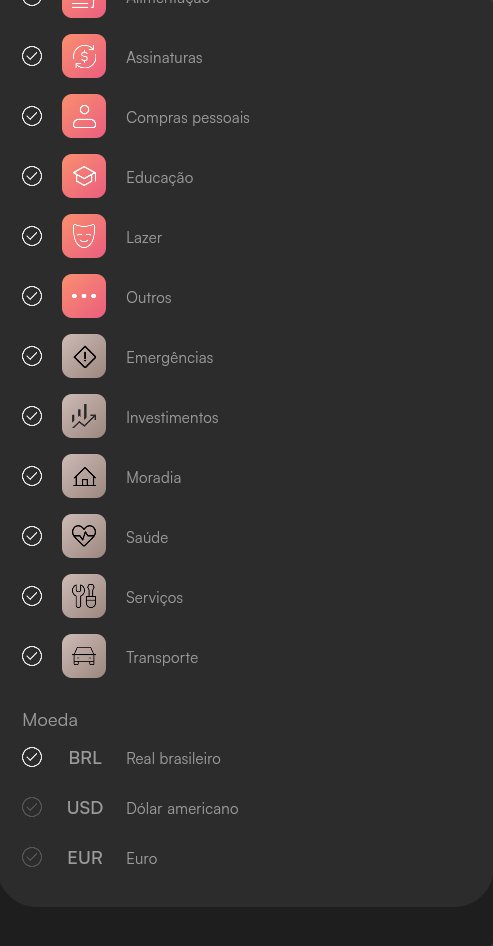 Alimentação
Assinaturas
Compras pessoais
Educação
Lazer
Outros
Emergências
Investimentos
Moradia
Saúde
Serviços
Transporte
Moeda
BRL Real brasileiro
USD Dólar americano
EUR Euro